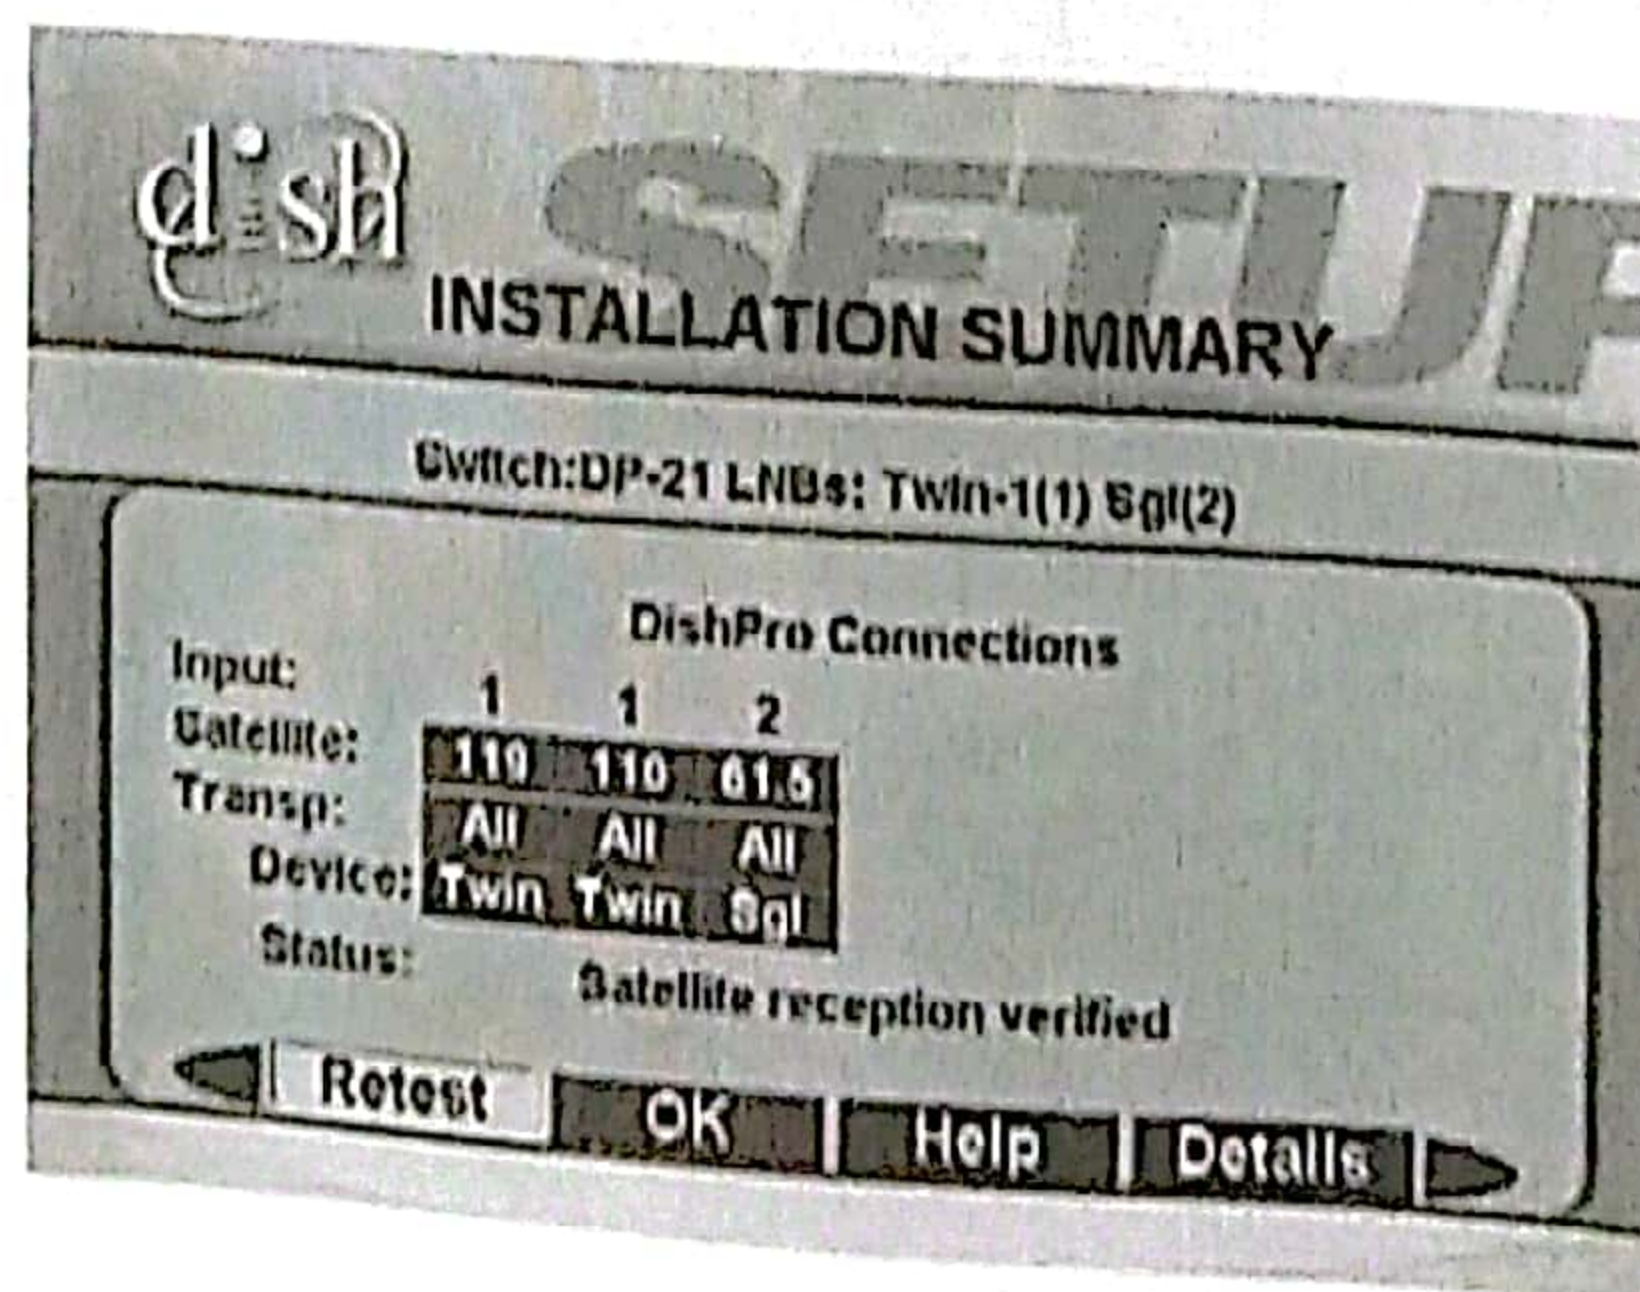 dish
SETUP
INSTALLATION SUMMARY
Switch:DP-21 LNBs: Twin-1(1) Sgl(2)
DishPro Connections
Input: 1 1 2
Satellite: 119 110 61.5
Transp: All All All
Device: Twin Twin Sgl
Status: Satellite reception verified
Retest OK Help Details